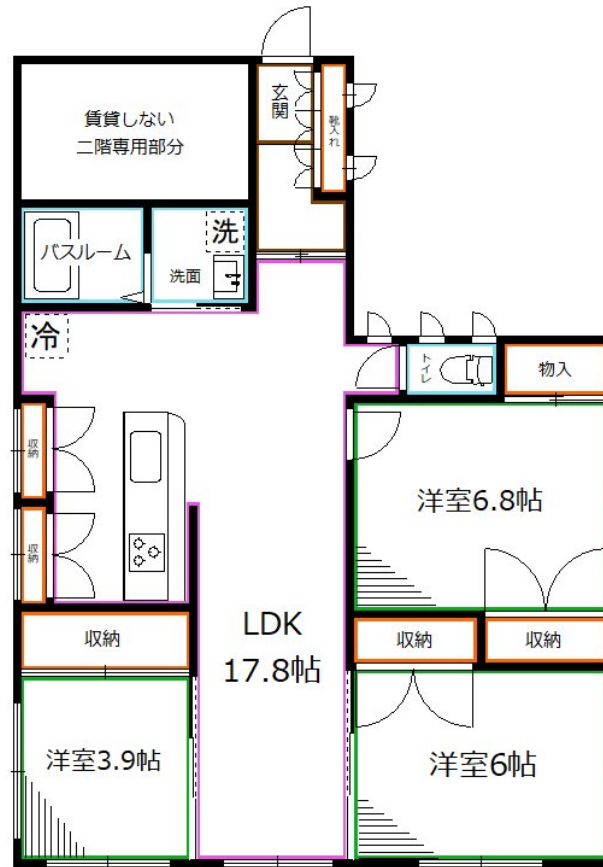 賃貸しない
二階専用部分
玄関
靴入れ
バスルーム
洗面
洗
冷
トイレ
物入
収納
収納
洋室6.8帖
LDK
17.8帖
収納
収納
収納
洋室3.9帖
洋室6帖